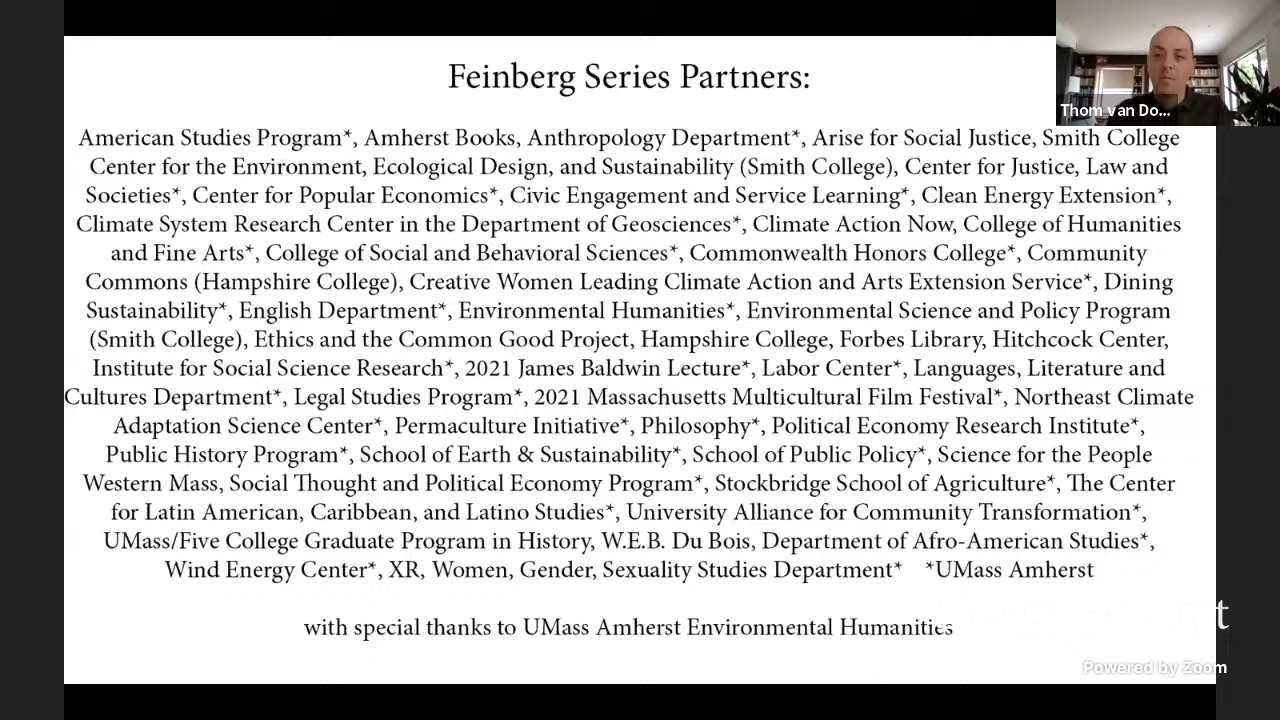 Feinberg Series Partners:
Thom van Do...
American Studies Program*, Amherst Books, Anthropology Department*, Arise for Social Justice, Smith College
Center for the Environment, Ecological Design, and Sustainability (Smith College), Center for Justice, Law and
Societies*, Center for Popular Economics*, Civic Engagement and Service Learning*, Clean Energy Extension*,
Climate System Research Center in the Department of Geosciences*, Climate Action Now, College of Humanities
and Fine Arts*, College of Social and Behavioral Sciences*, Commonwealth Honors College*, Community
Commons (Hampshire College), Creative Women Leading Climate Action and Arts Extension Service*, Dining
Sustainability*, English Department*, Environmental Humanities*, Environmental Science and Policy Program
(Smith College), Ethics and the Common Good Project, Hampshire College, Forbes Library, Hitchcock Center,
Institute for Social Science Research*, 2021 James Baldwin Lecture*, Labor Center*, Languages, Literature and
Cultures Department*, Legal Studies Program*, 2021 Massachusetts Multicultural Film Festival*, Northeast Climate
Adaptation Science Center*, Permaculture Initiative*, Philosophy*, Political Economy Research Institute*,
Public History Program*, School of Earth & Sustainability*, School of Public Policy*, Science for the People
Western Mass, Social Thought and Political Economy Program*, Stockbridge School of Agriculture*, The Center
for Latin American, Caribbean, and Latino Studies*, University Alliance for Community Transformation*,
UMass/Five College Graduate Program in History, W.E.B. Du Bois, Department of Afro-American Studies*,
Wind Energy Center*, XR, Women, Gender, Sexuality Studies Department* *UMass Amherst
with special thanks to UMass Amherst Environmental Humanities
Powered by Zoom